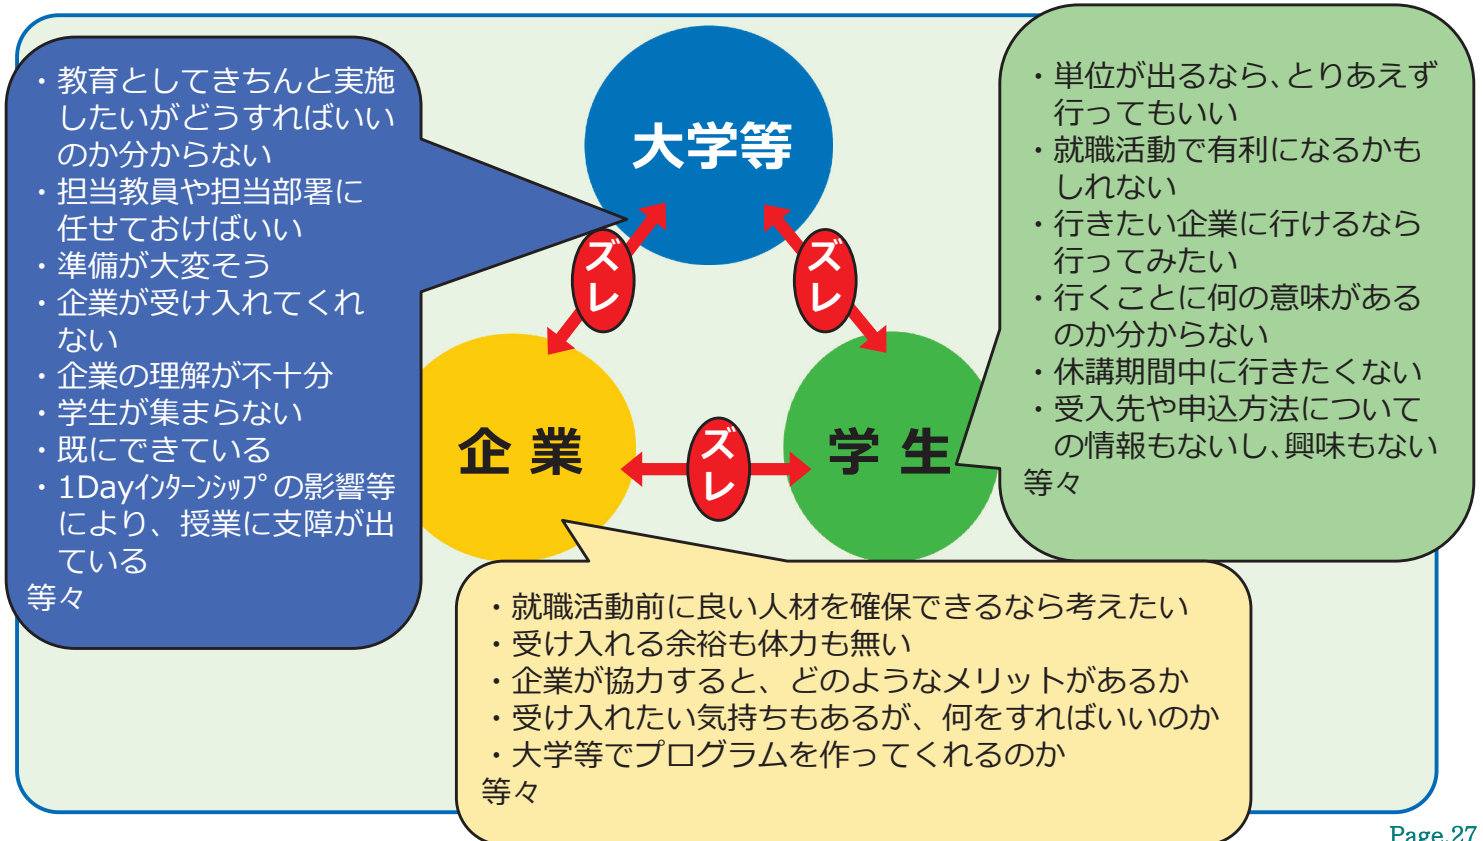 ・教育としてきちんと実施
したいがどうすればいい
のか分からない
・担当教員や担当部署に
任せておけばいい
・準備が大変そう
・企業が受け入れてくれ
ない
・企業の理解が不十分
・学生が集まらない
・既にできている
・1Dayｲﾝﾀｰﾝｼｯﾌﾟの影響等
により、授業に支障が出
ている
等々
大学等
ズレ
ズレ
企業
ズレ
学生
・単位が出るなら、とりあえず
行ってもいい
・就職活動で有利になるかも
しれない
・行きたい企業に行けるなら
行ってみたい
・行くことに何の意味がある
のか分からない
・休講期間中に行きたくない
・受入先や申込方法について
の情報もないし、興味もない
等々
・就職活動前に良い人材を確保できるなら考えたい
・受け入れる余裕も体力も無い
・企業が協力すると、どのようなメリットがあるか
・受け入れたい気持ちもあるが、何をすればいいのか
・大学等でプログラムを作ってくれるのか
等々
Page.27